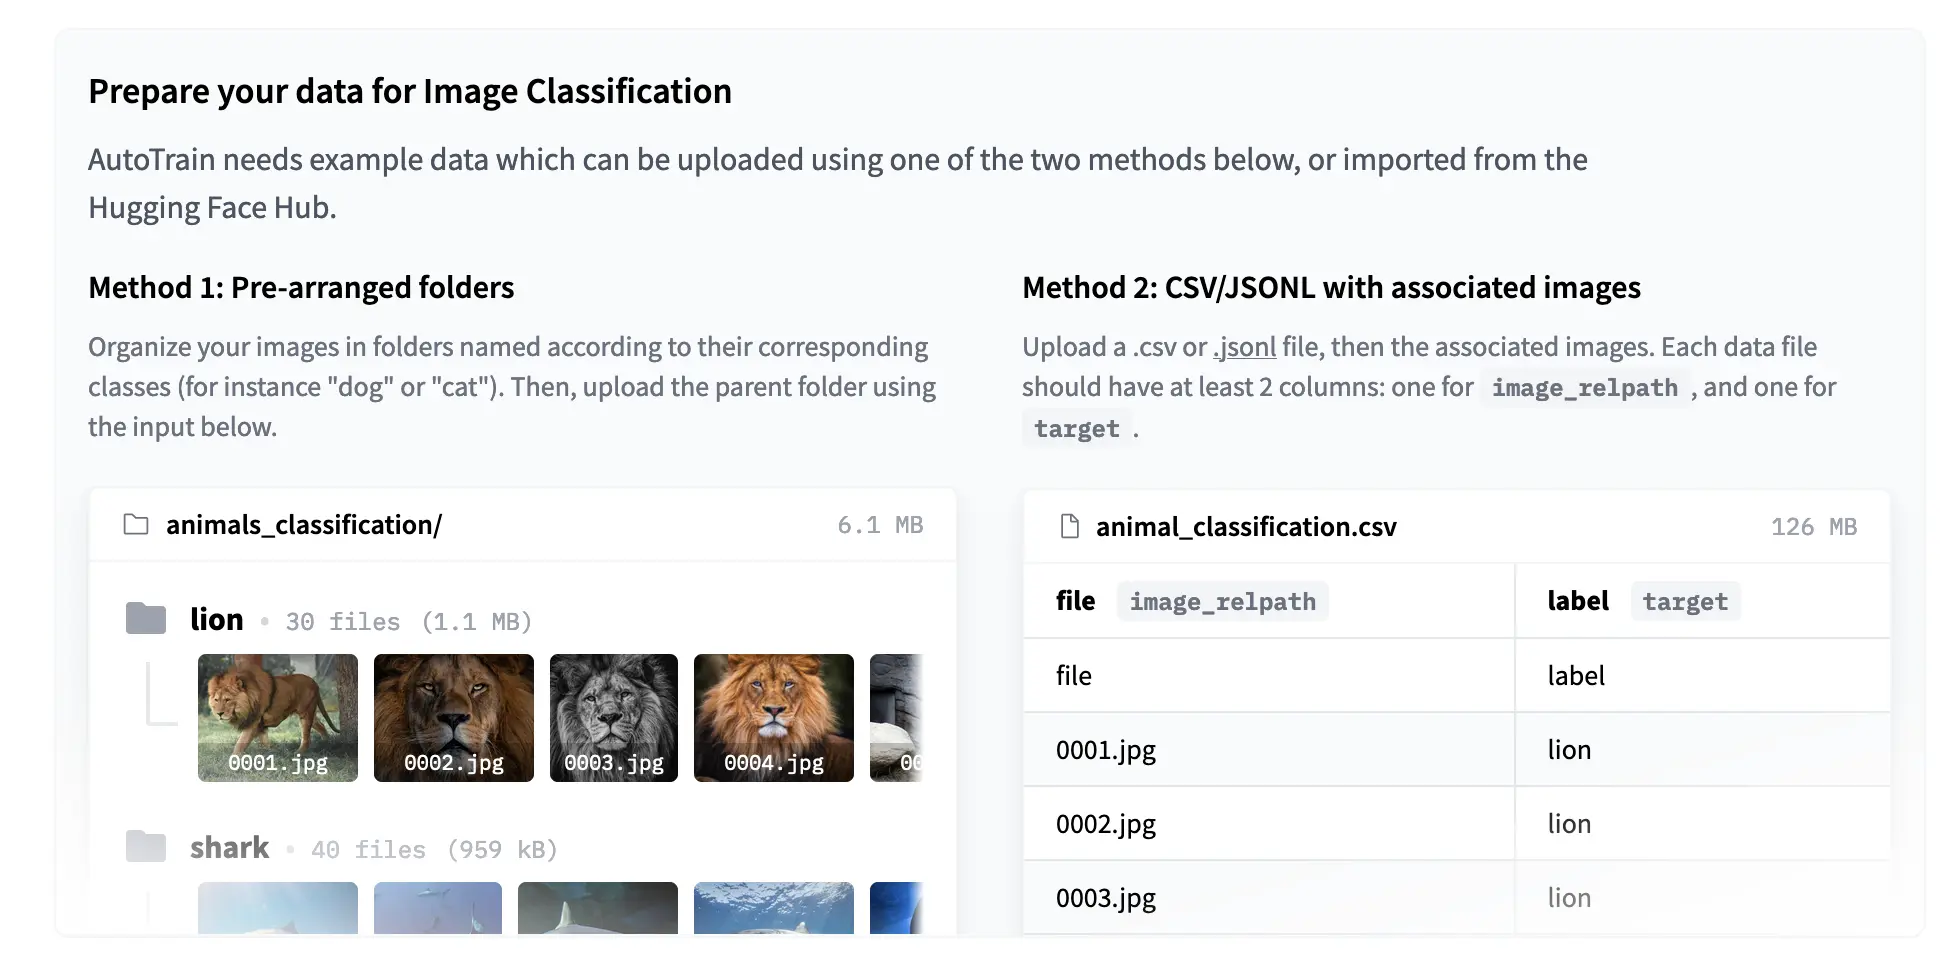 Prepare your data for Image Classification
AutoTrain needs example data which can be uploaded using one of the two methods below, or imported from the
Hugging Face Hub.
Method 1: Pre-arranged folders
Organize your images in folders named according to their corresponding
classes (for instance "dog" or "cat"). Then, upload the parent folder using
the input below.
animals_classification/ 6.1 MB
lion • 30 files (1.1 MB)
0001.jpg 0002.jpg 0003.jpg 0004.jpg 00
shark • 40 files (959 kB)
Method 2: CSV/JSONL with associated images
Upload a .csv or .jsonl file, then the associated images. Each data file
should have at least 2 columns: one for image_relpath , and one for
target .
animal_classification.csv 126 MB
file image_relpath label target
file label
0001.jpg lion
0002.jpg lion
0003.jpg lion